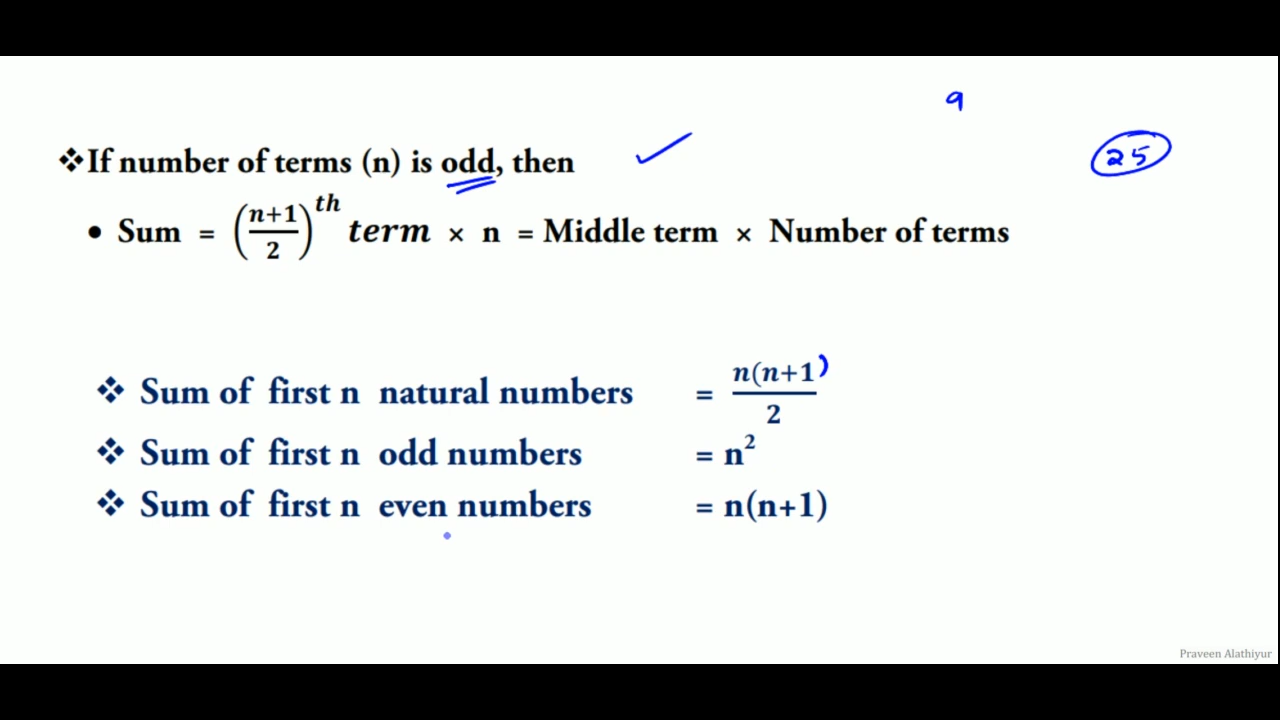 9
25
❖If number of terms (n) is odd, then
• Sum = (n+1/2)^th term × n = Middle term × Number of terms
❖ Sum of first n natural numbers = n(n+1)/2
❖ Sum of first n odd numbers = n²
❖ Sum of first n even numbers = n(n+1)
Praveen Alathiyur